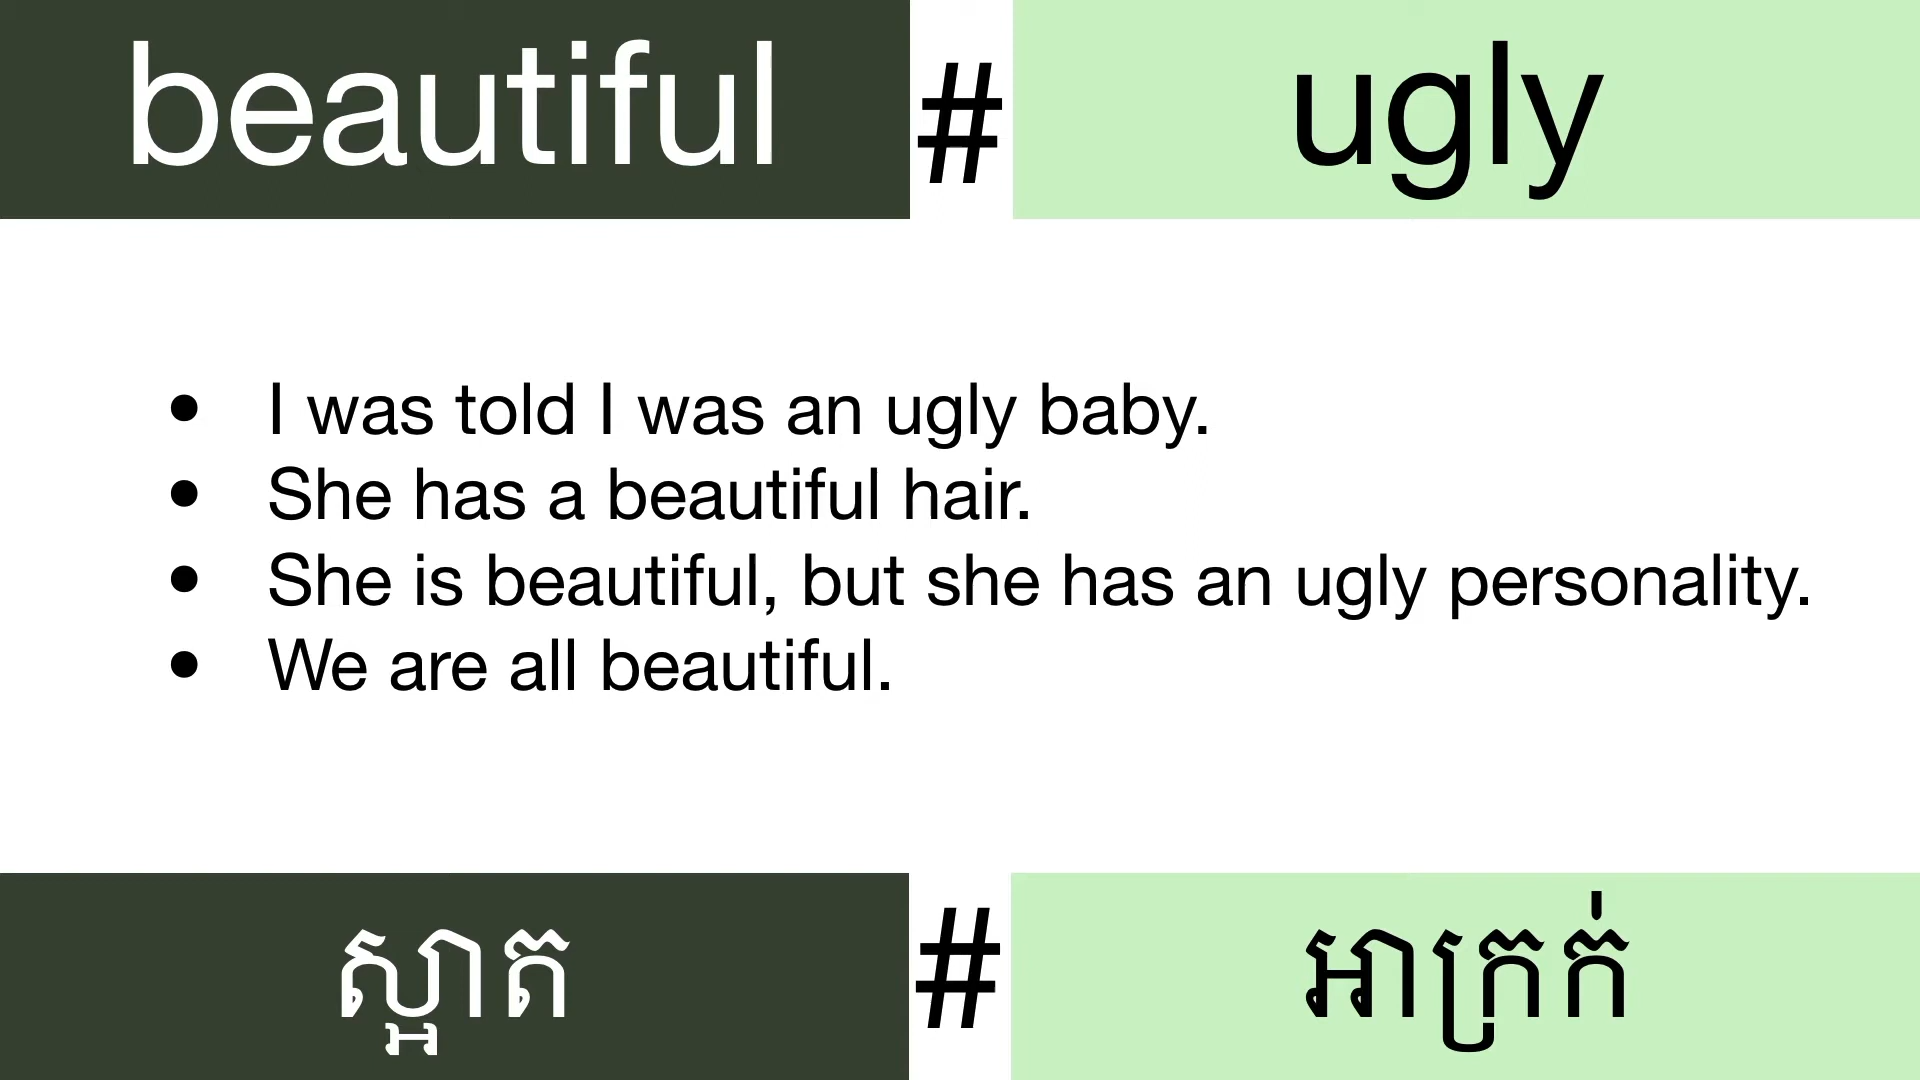 beautiful # ugly
• I was told I was an ugly baby.
• She has a beautiful hair.
• She is beautiful, but she has an ugly personality.
• We are all beautiful.
ស្អាត # អាក្រក់